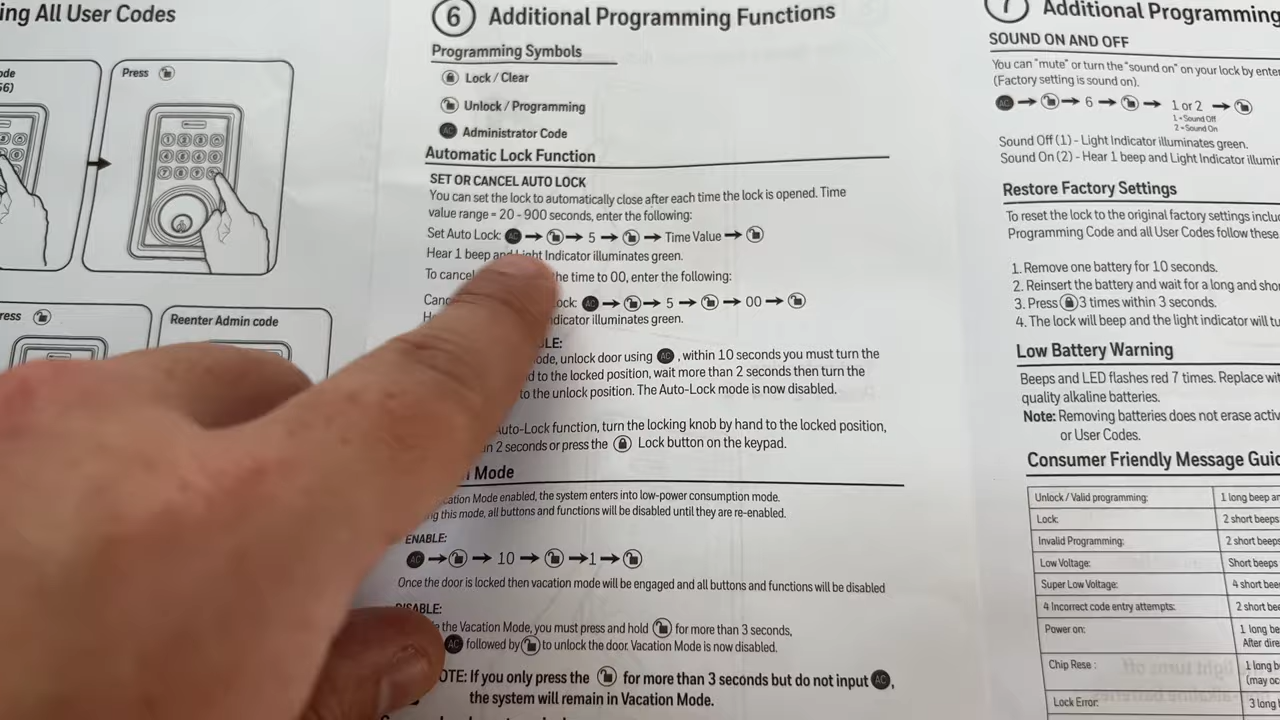 ing All User Codes
ode
56)
Press
ress
Reenter Admin code
6 Additional Programming Functions
Programming Symbols
Lock / Clear
Unlock / Programming
AC Administrator Code
Automatic Lock Function
SET OR CANCEL AUTO LOCK
You can set the lock to automatically close after each time the lock is opened. Time
value range = 20 - 900 seconds, enter the following:
Set Auto Lock: AC → → 5 → → Time Value →
Hear 1 beep and Light Indicator illuminates green.
To cancel the time to 00, enter the following:
Canc ock: AC → → 5 → → 00 →
H dicator illuminates green.
LE:
ode, unlock door using AC , within 10 seconds you must turn the
d to the locked position, wait more than 2 seconds then turn the
to the unlock position. The Auto-Lock mode is now disabled.
Auto-Lock function, turn the locking knob by hand to the locked position,
in 2 seconds or press the Lock button on the keypad.
n Mode
cation Mode enabled, the system enters into low-power consumption mode.
ng this mode, all buttons and functions will be disabled until they are re-enabled.
ENABLE:
AC → → 10 → → 1 →
Once the door is locked then vacation mode will be engaged and all buttons and functions will be disabled
DISABLE:
e the Vacation Mode, you must press and hold for more than 3 seconds,
AC followed by to unlock the door. Vacation Mode is now disabled.
OTE: If you only press the for more than 3 seconds but do not input AC ,
the system will remain in Vacation Mode.
7 Additional Programming
SOUND ON AND OFF
You can "mute" or turn the "sound on" on your lock by enter
(Factory setting is sound on).
AC → → 6 → → 1 or 2 →
1 = Sound Off
2 = Sound On
Sound Off (1) - Light Indicator illuminates green.
Sound On (2) - Hear 1 beep and Light Indicator illumin
Restore Factory Settings
To reset the lock to the original factory settings inclu
Programming Code and all User Codes follow these
1. Remove one battery for 10 seconds.
2. Reinsert the battery and wait for a long and sho
3. Press 3 times within 3 seconds.
4. The lock will beep and the light indicator will tu
Low Battery Warning
Beeps and LED flashes red 7 times. Replace wit
quality alkaline batteries.
Note: Removing batteries does not erase activ
or User Codes.
Consumer Friendly Message Guid
Unlock / Valid programming: 1 long beep an
Lock: 2 short beeps
Invalid Programming: 2 short beeps
Low Voltage: Short beeps
Super Low Voltage: 4 short bee
4 Incorrect code entry attempts: 2 short be
Power on: 1 long be
After dire
Chip Rese : 1 long b
(may oc
Lock Error: 3 long